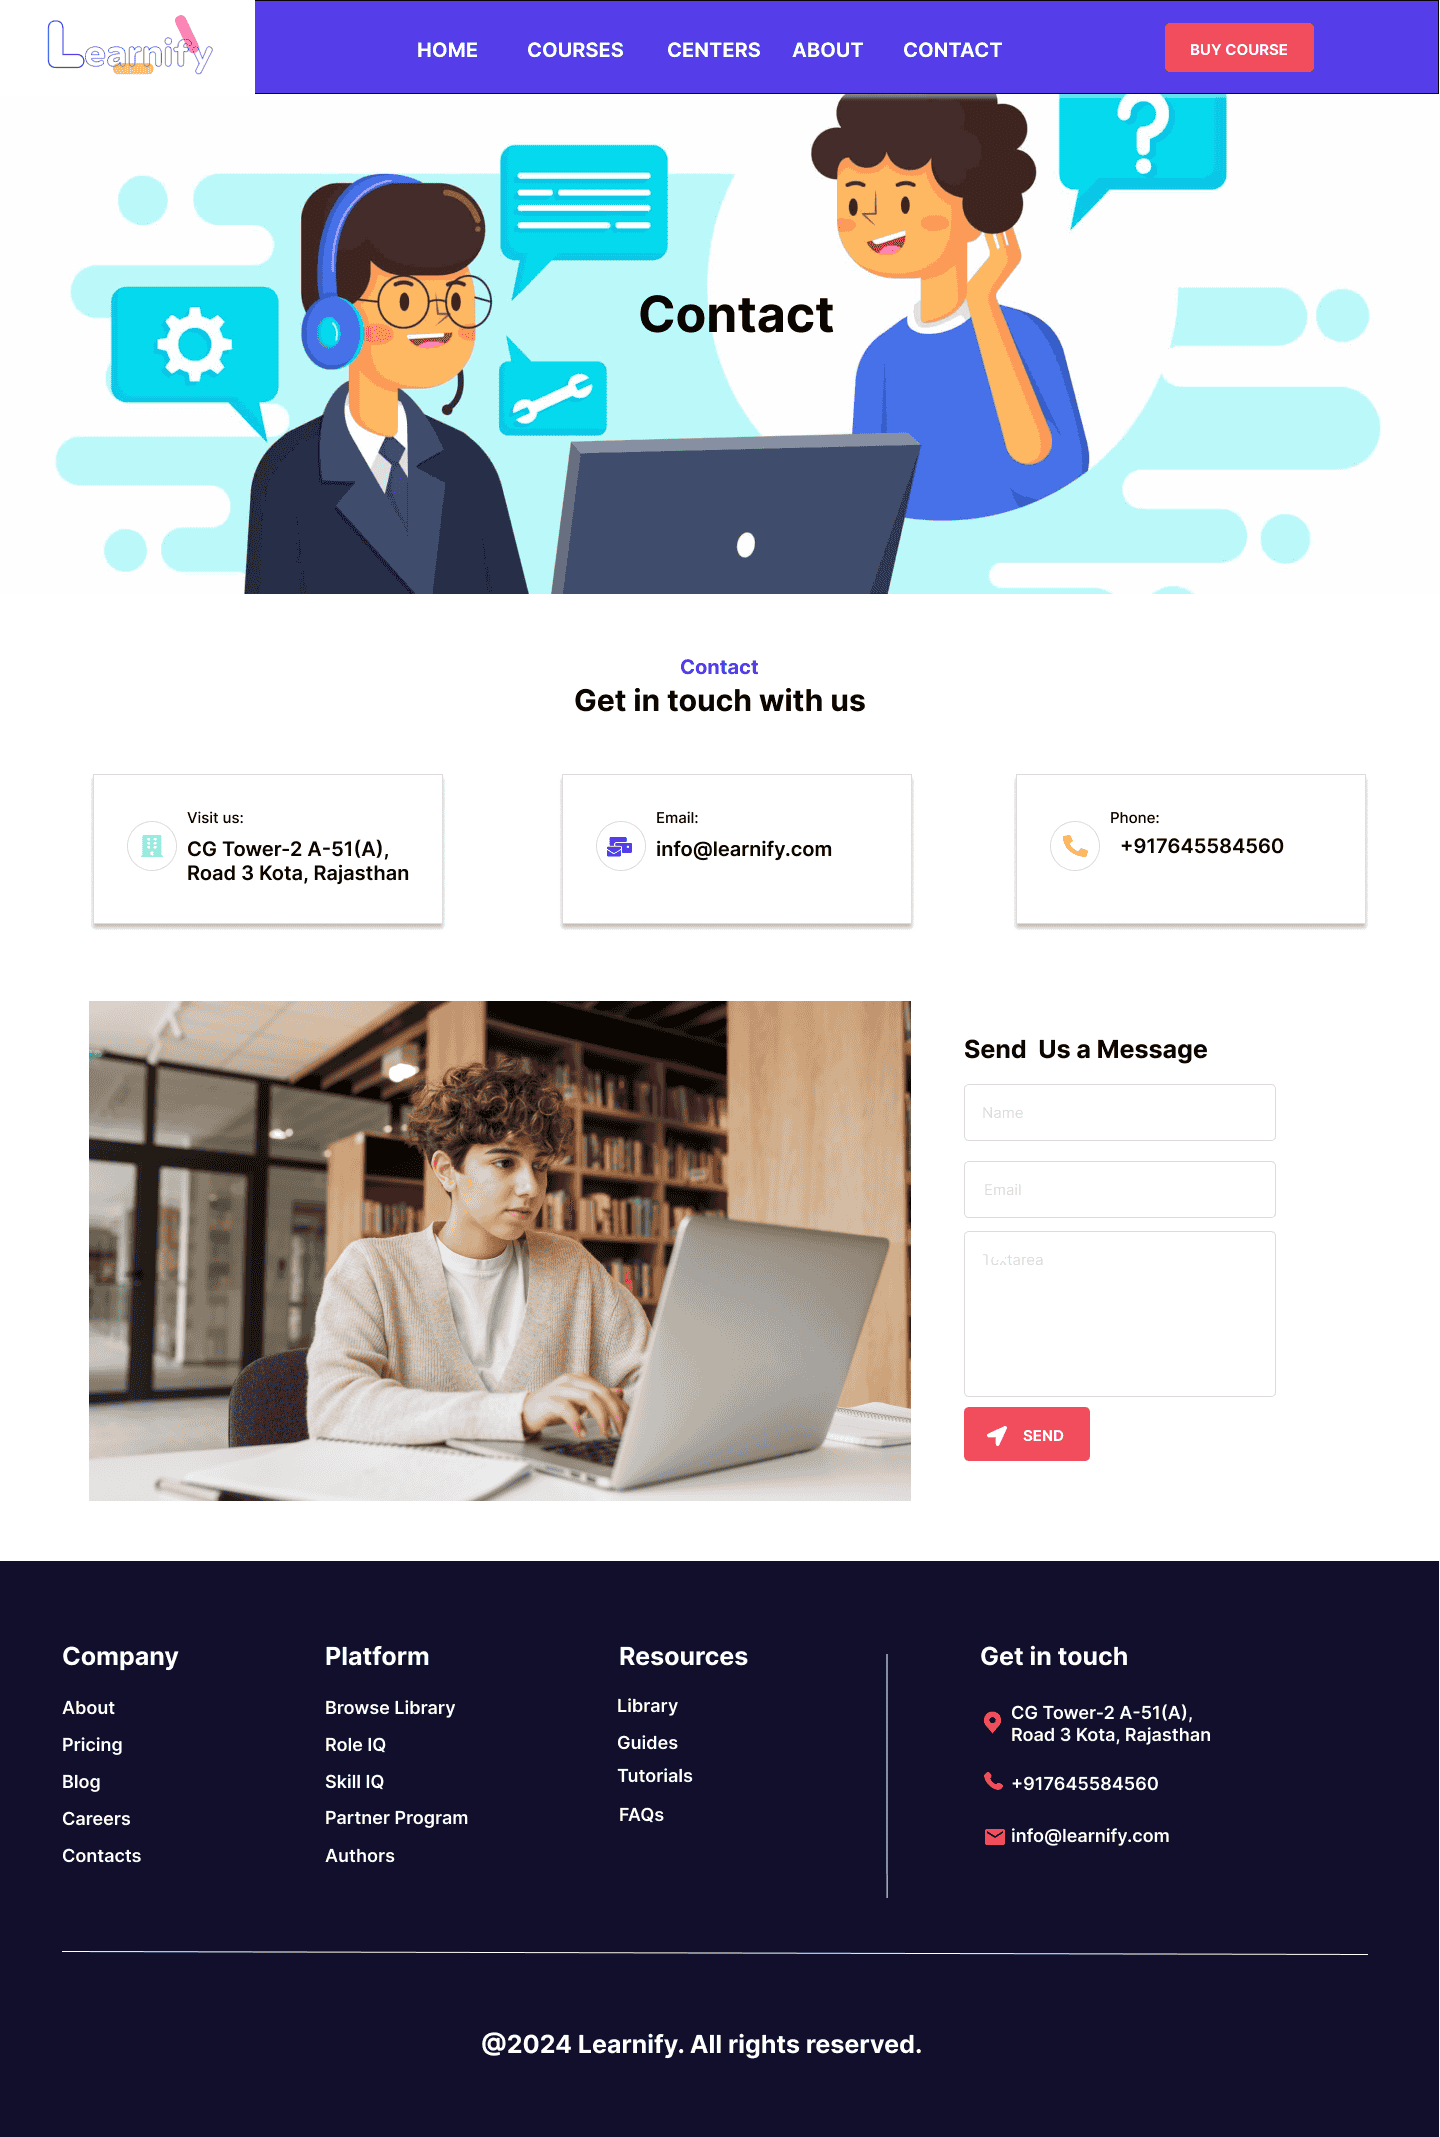 Learnify
HOME COURSES CENTERS ABOUT CONTACT BUY COURSE
?
Contact
Contact
Get in touch with us
Visit us:
CG Tower-2 A-51(A),
Road 3 Kota, Rajasthan
Email:
info@learnify.com
Phone:
+917645584560
Send Us a Message
Name
Email
Textarea
SEND
Company
About
Pricing
Blog
Careers
Contacts
Platform
Browse Library
Role IQ
Skill IQ
Partner Program
Authors
Resources
Library
Guides
Tutorials
FAQs
Get in touch
CG Tower-2 A-51(A),
Road 3 Kota, Rajasthan
+917645584560
info@learnify.com
@2024 Learnify. All rights reserved.